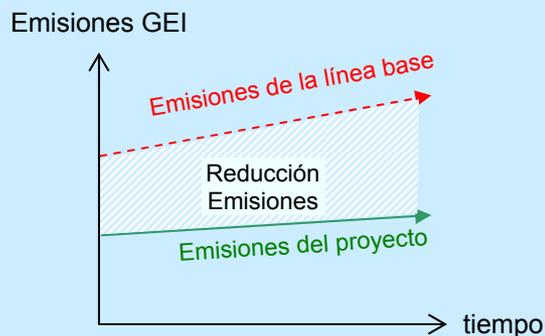 Emisiones GEI
Emisiones de la línea base
Reducción
Emisiones
Emisiones del proyecto
tiempo